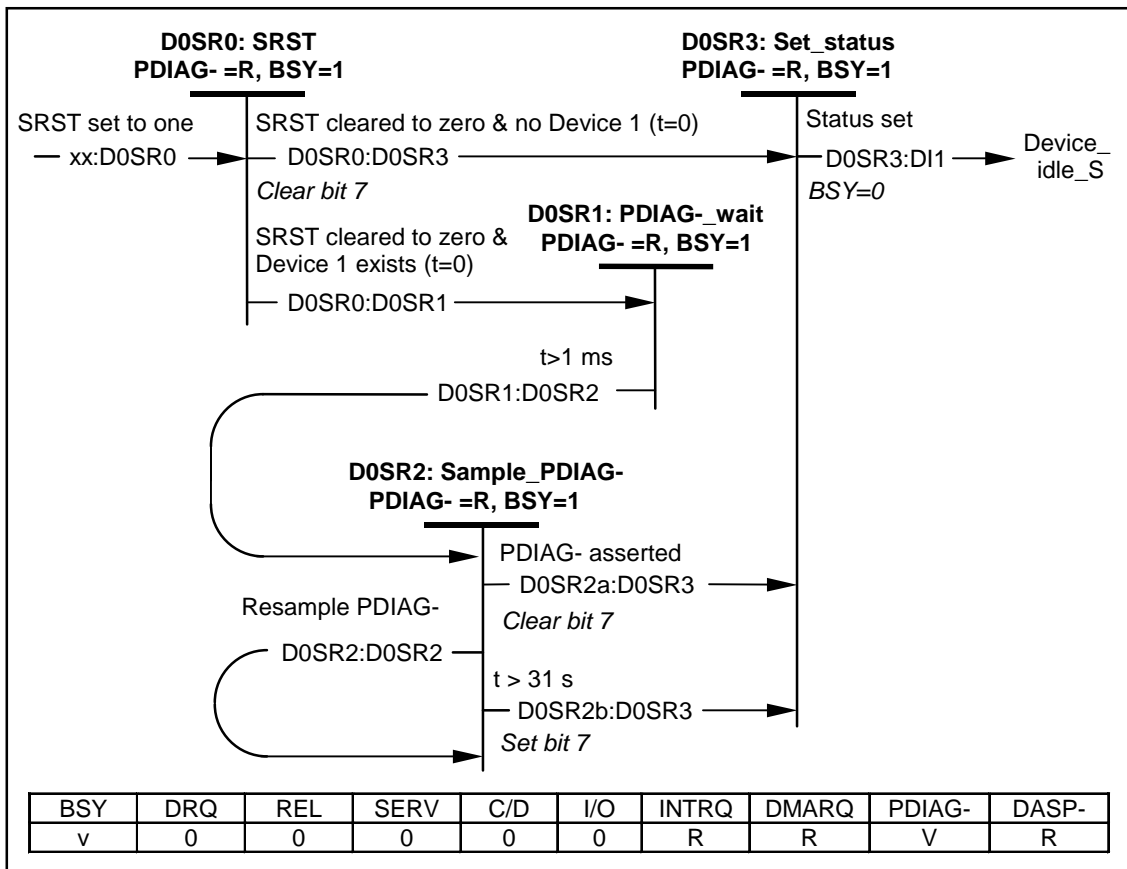 D0SR0: SRST
PDIAG- =R, BSY=1
D0SR3: Set_status
PDIAG- =R, BSY=1
SRST set to one
xx:D0SR0
SRST cleared to zero & no Device 1 (t=0)
D0SR0:D0SR3
Clear bit 7
Status set
D0SR3:DI1
BSY=0
Device_
idle_S
D0SR1: PDIAG-_wait
PDIAG- =R, BSY=1
SRST cleared to zero &
Device 1 exists (t=0)
D0SR0:D0SR1
t>1 ms
D0SR1:D0SR2
D0SR2: Sample_PDIAG-
PDIAG- =R, BSY=1
PDIAG- asserted
D0SR2a:D0SR3
Clear bit 7
Resample PDIAG-
D0SR2:D0SR2
t > 31 s
D0SR2b:D0SR3
Set bit 7
BSY DRQ REL SERV C/D I/O INTRQ DMARQ PDIAG- DASP-
v 0 0 0 0 0 R R V R